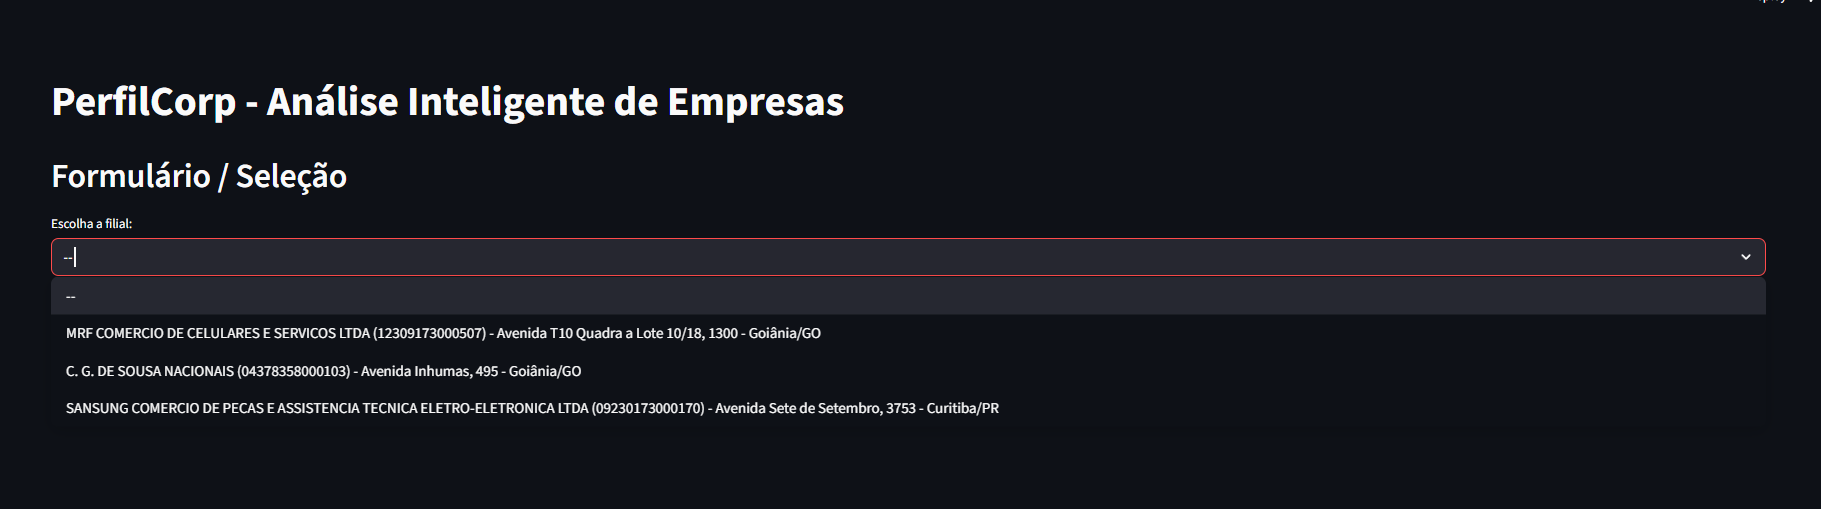 PerfilCorp - Análise Inteligente de Empresas
Formulário / Seleção
Escolha a filial:
--
--
MRF COMERCIO DE CELULARES E SERVICOS LTDA (12309173000507) - Avenida T10 Quadra a Lote 10/18, 1300 - Goiânia/GO
C. G. DE SOUSA NACIONAIS (04378358000103) - Avenida Inhumas, 495 - Goiânia/GO
SANSUNG COMERCIO DE PECAS E ASSISTENCIA TECNICA ELETRO-ELETRONICA LTDA (09230173000170) - Avenida Sete de Setembro, 3753 - Curitiba/PR